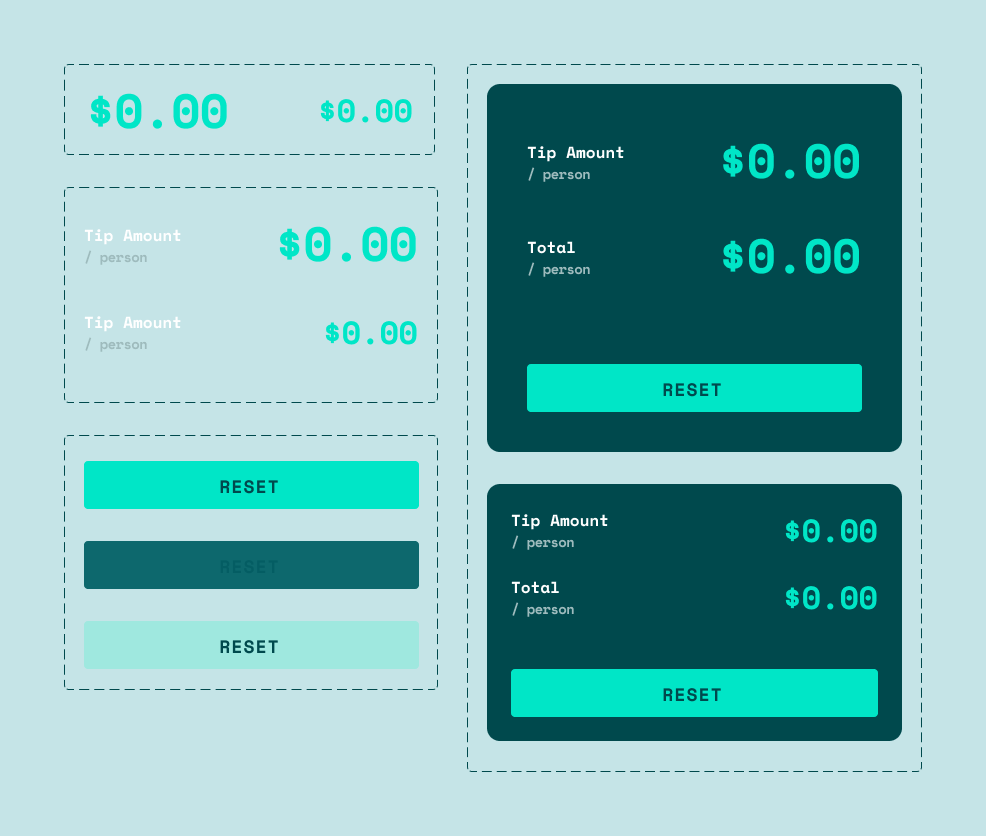 $0.00 $0.00
Tip Amount
/ person
$0.00
Tip Amount
/ person
$0.00
RESET
RESET
RESET
Tip Amount
/ person
$0.00
Total
/ person
$0.00
RESET
Tip Amount
/ person
$0.00
Total
/ person
$0.00
RESET